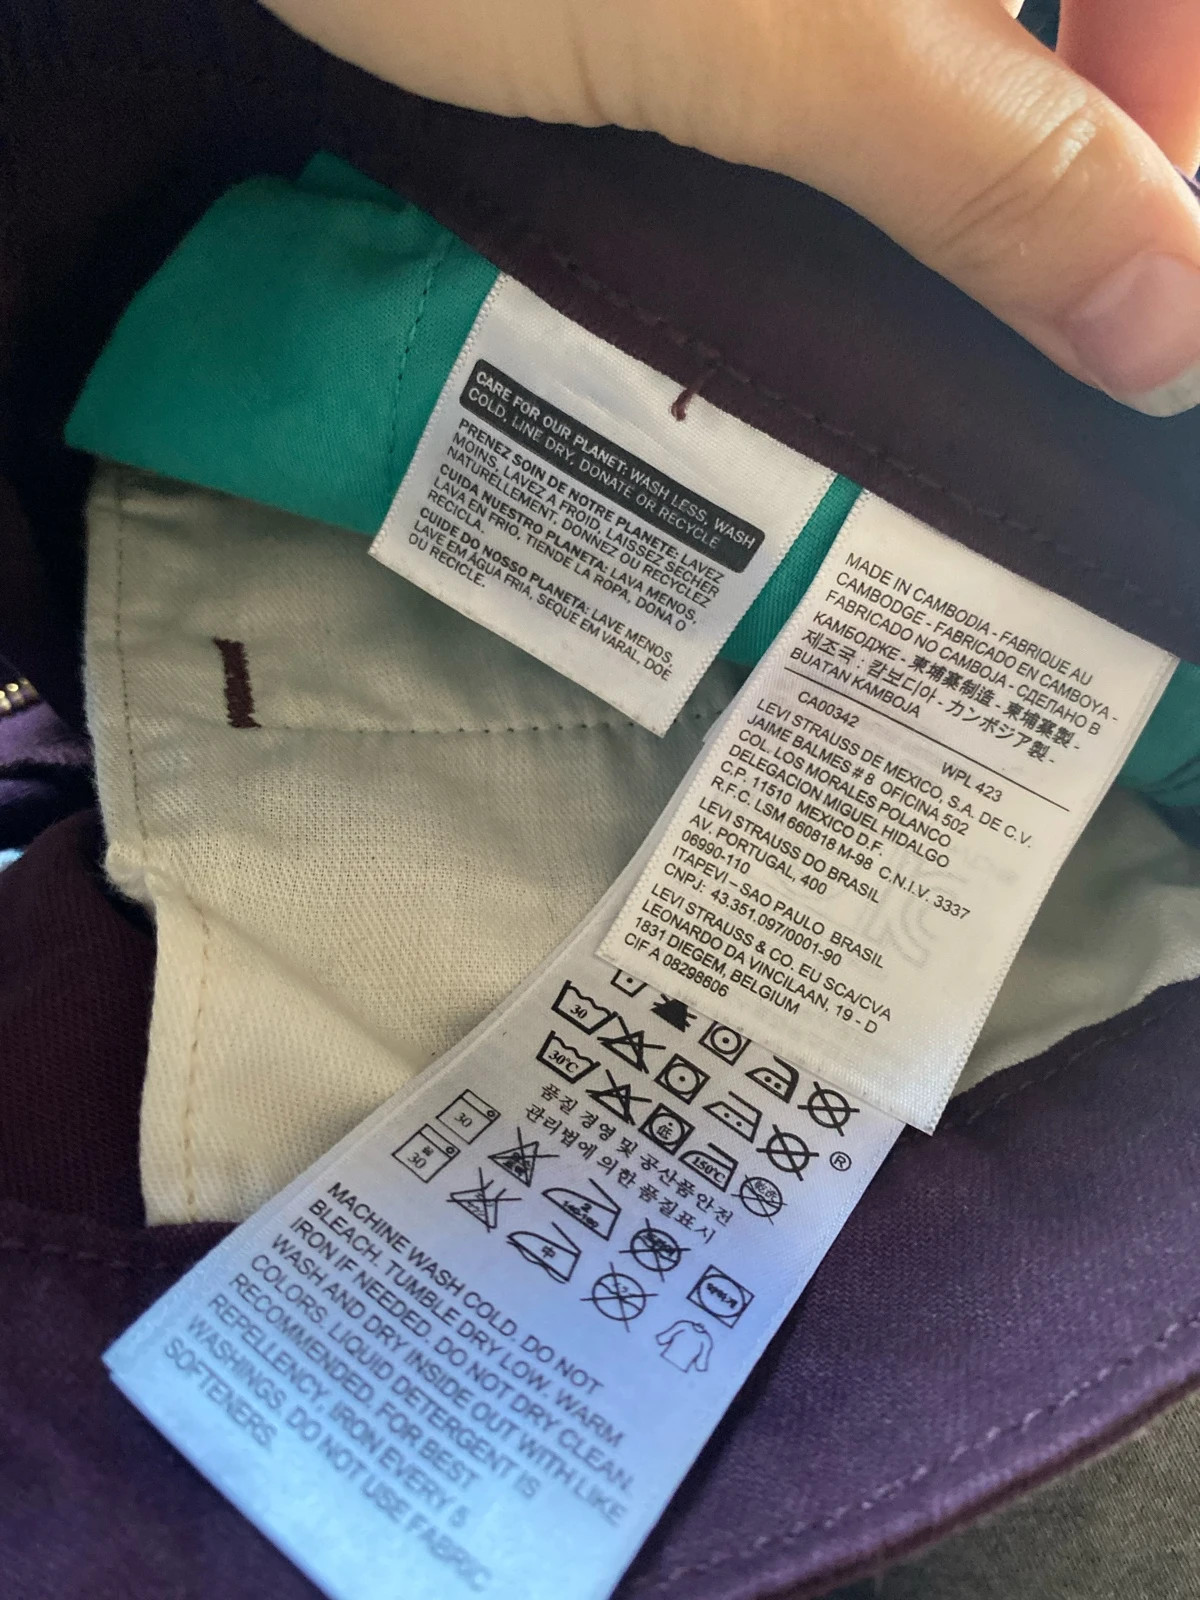 CARE FOR OUR PLANET: WASH LESS, WASH
COLD, LINE DRY, DONATE OR RECYCLE
PRENEZ SOIN DE NOTRE PLANETE: LAVEZ
MOINS, LAVEZ A FROID, LAISSEZ SECHER
NATURELLEMENT, DONNEZ OU RECYCLEZ
CUIDA NUESTRO PLANETA: LAVA MENOS,
LAVA EN FRIO, TIENDE LA ROPA, DONA O
RECICLA.
CUIDE DO NOSSO PLANETA: LAVE MENOS,
LAVE EM ÁGUA FRIA, SEQUE EM VARAL, DOE
OU RECICLE.
MADE IN CAMBODIA - FABRIQUE AU
CAMBODGE - FABRICADO EN CAMBOYA -
FABRICADO NO CAMBOJA - СДЕЛАНО В
КАМБОДЖЕ - 柬埔寨制造 - 柬埔寨製 -
제조국 : 캄보디아 - カンボジア製 -
BUATAN KAMBOJA
CA00342 WPL 423
LEVI STRAUSS DE MEXICO, S.A. DE C.V.
JAIME BALMES # 8 OFICINA 502
COL. LOS MORALES POLANCO
DELEGACION MIGUEL HIDALGO
C.P. 11510 MEXICO D.F.
R.F.C. LSM 660818 M-98 C.N.I.V. 3337
LEVI STRAUSS DO BRASIL
AV. PORTUGAL, 400
06990-110
ITAPEVI – SAO PAULO BRASIL
CNPJ: 43.351.097/0001-90
LEVI STRAUSS & CO. EU SCA/CVA
LEONARDO DA VINCILAAN, 19 - D
1831 DIEGEM, BELGIUM
CIF A 08298606
30
30°C 低 150°C ®
품질 경영 및 공산품안전
관리법에 의한 품질표시
30
30 中
MACHINE WASH COLD. DO NOT
BLEACH. TUMBLE DRY LOW. WARM
IRON IF NEEDED. DO NOT DRY CLEAN.
WASH AND DRY INSIDE OUT WITH LIKE
COLORS. LIQUID DETERGENT IS
RECOMMENDED. FOR BEST
REPELLENCY, IRON EVERY 5
WASHINGS. DO NOT USE FABRIC
SOFTENERS.